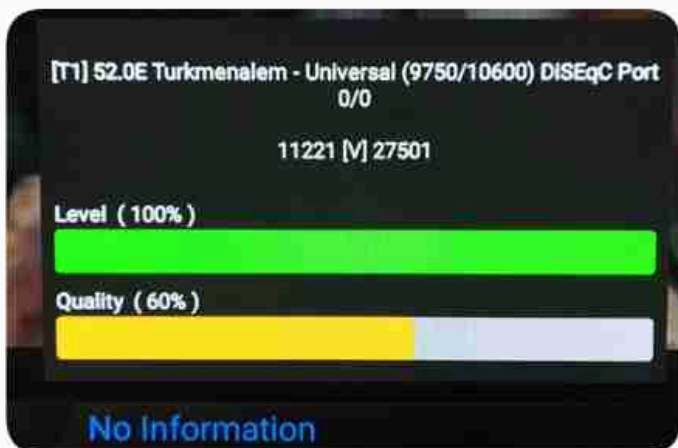 [T1] 52.0E Turkmenalem - Universal (9750/10600) DiSEqC Port
0/0
11221 [V] 27501
Level ( 100% )
Quality ( 60% )
No Information